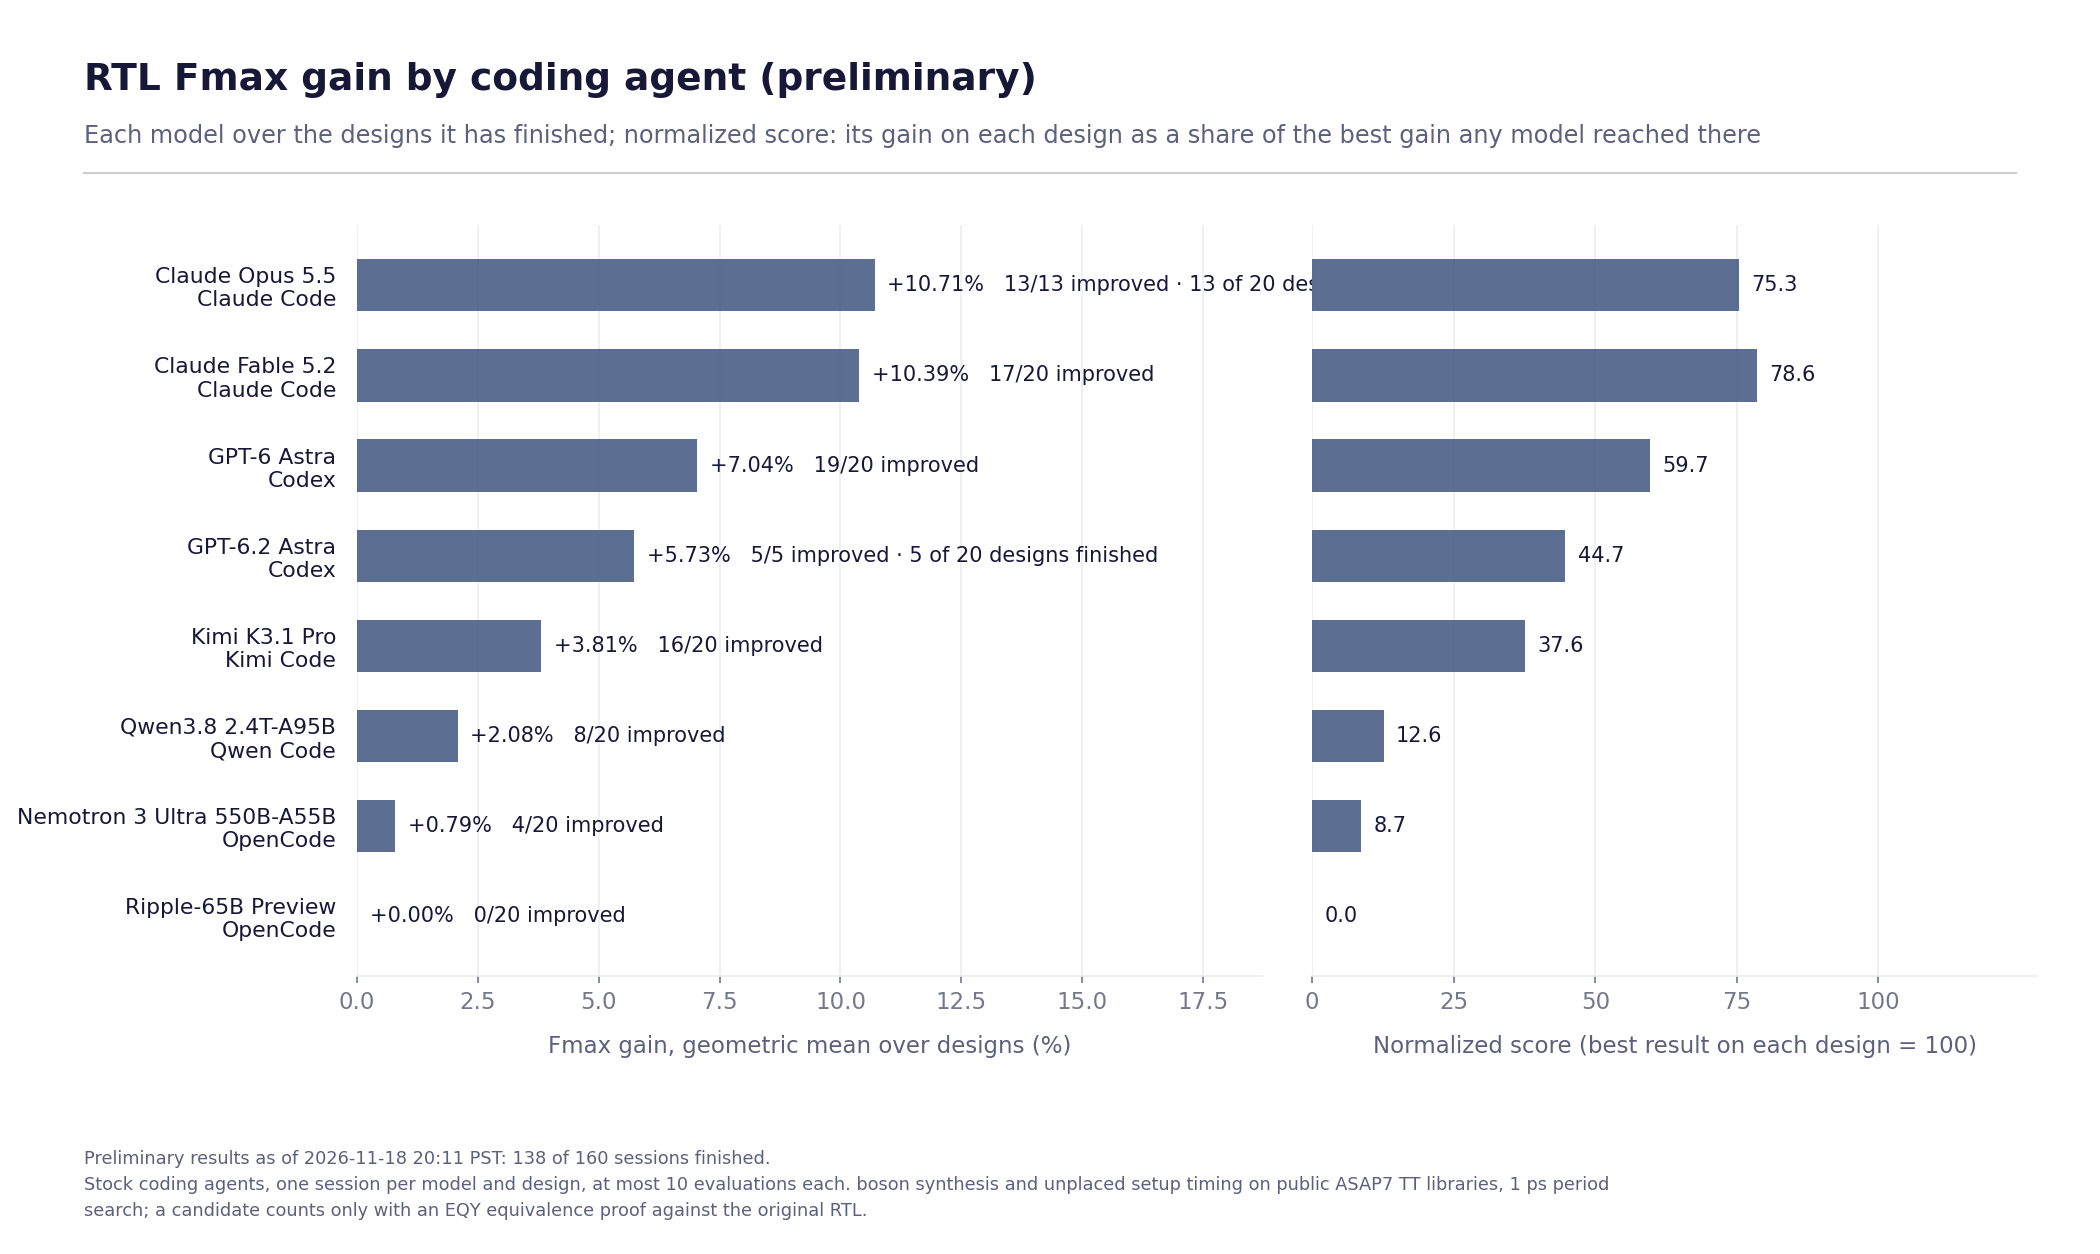 RTL Fmax gain by coding agent (preliminary)
Each model over the designs it has finished; normalized score: its gain on each design as a share of the best gain any model reached there
Claude Opus 5.5
Claude Code
+10.71% 13/13 improved · 13 of 20 des
75.3
Claude Fable 5.2
Claude Code
+10.39% 17/20 improved
78.6
GPT-6 Astra
Codex
+7.04% 19/20 improved
59.7
GPT-6.2 Astra
Codex
+5.73% 5/5 improved · 5 of 20 designs finished
44.7
Kimi K3.1 Pro
Kimi Code
+3.81% 16/20 improved
37.6
Qwen3.8 2.4T-A95B
Qwen Code
+2.08% 8/20 improved
12.6
Nemotron 3 Ultra 550B-A55B
OpenCode
+0.79% 4/20 improved
8.7
Ripple-65B Preview
OpenCode
+0.00% 0/20 improved
0.0
0.0 2.5 5.0 7.5 10.0 12.5 15.0 17.5
0 25 50 75 100
Fmax gain, geometric mean over designs (%)
Normalized score (best result on each design = 100)
Preliminary results as of 2026-11-18 20:11 PST: 138 of 160 sessions finished.
Stock coding agents, one session per model and design, at most 10 evaluations each. boson synthesis and unplaced setup timing on public ASAP7 TT libraries, 1 ps period
search; a candidate counts only with an EQY equivalence proof against the original RTL.